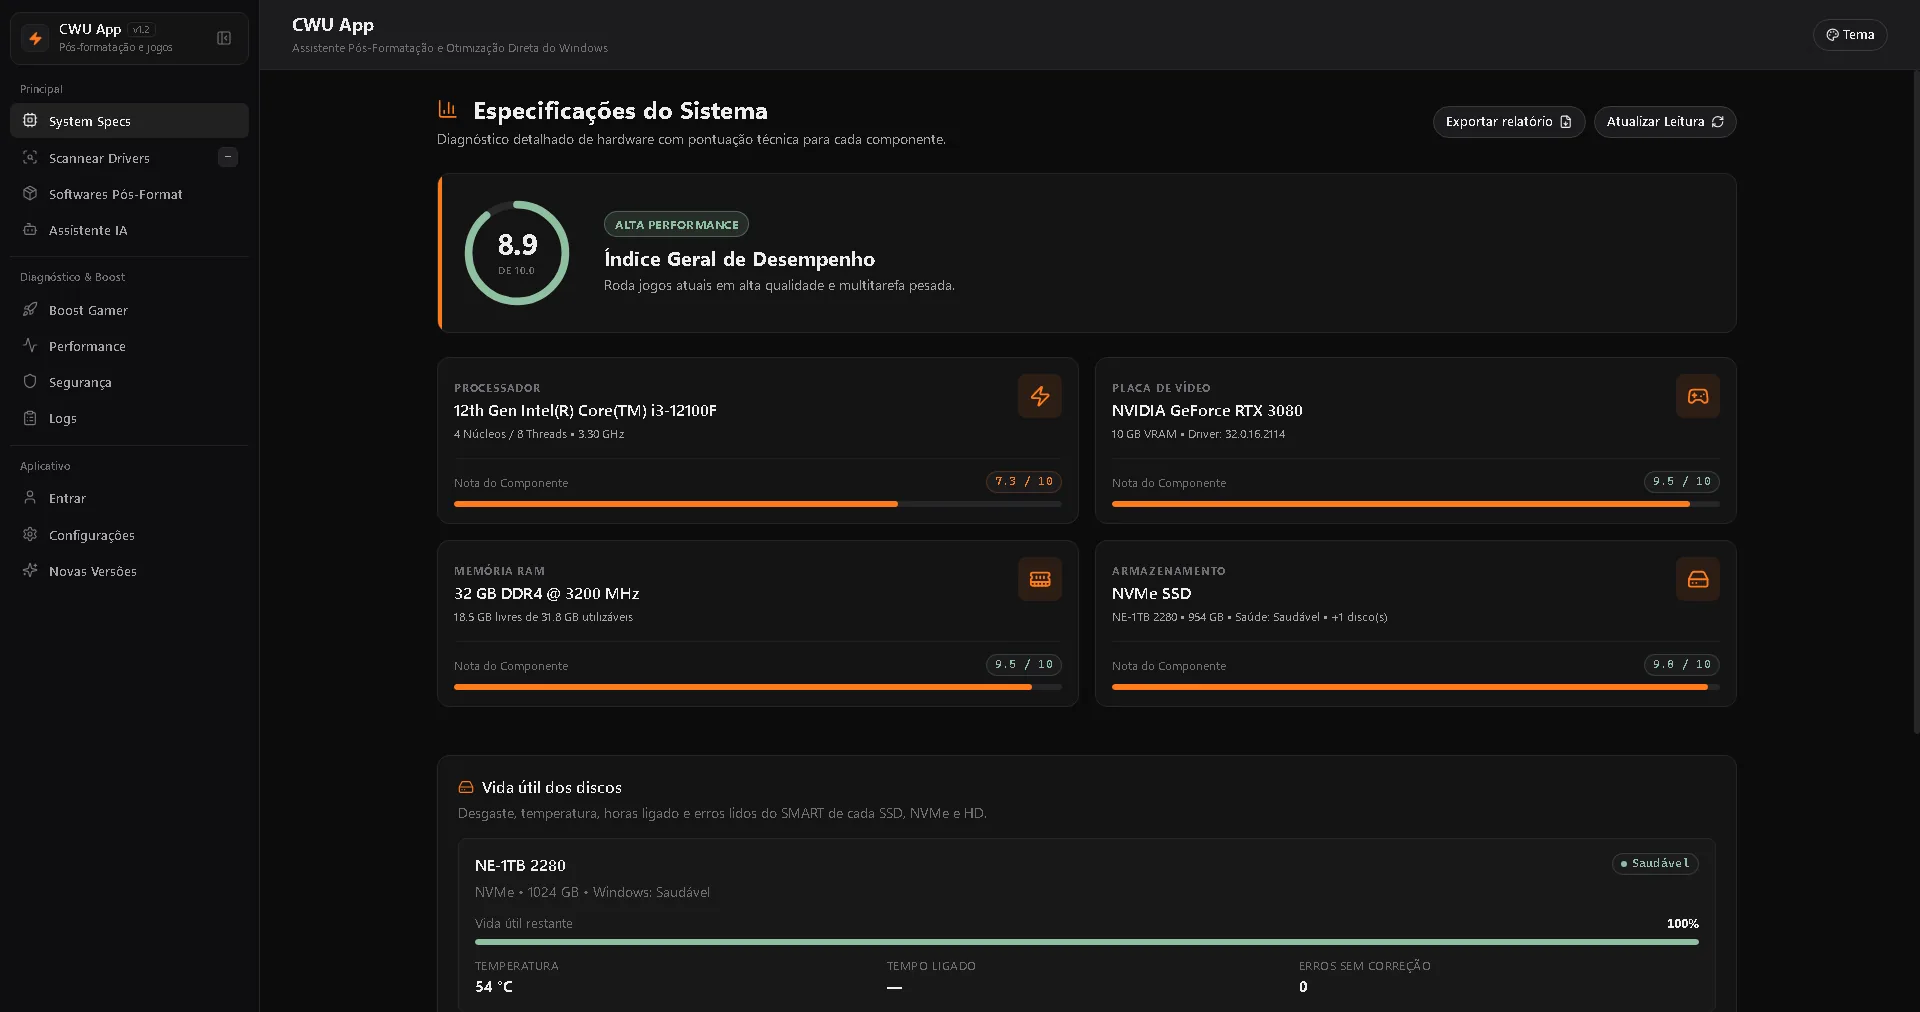 CWU App v1.2
Pós-formatação e jogos
Principal
System Specs
Scannear Drivers
Softwares Pós-Format
Assistente IA
Diagnóstico & Boost
Boost Gamer
Performance
Segurança
Logs
Aplicativo
Entrar
Configurações
Novas Versões
CWU App
Assistente Pós-Formatação e Otimização Direta do Windows
Tema
Especificações do Sistema
Diagnóstico detalhado de hardware com pontuação técnica para cada componente.
Exportar relatório
Atualizar Leitura
8.9
DE 10.0
ALTA PERFORMANCE
Índice Geral de Desempenho
Roda jogos atuais em alta qualidade e multitarefa pesada.
PROCESSADOR
12th Gen Intel(R) Core(TM) i3-12100F
4 Núcleos / 8 Threads • 3.30 GHz
Nota do Componente
7.3 / 10
PLACA DE VÍDEO
NVIDIA GeForce RTX 3080
10 GB VRAM • Driver: 32.0.16.2114
Nota do Componente
9.5 / 10
MEMÓRIA RAM
32 GB DDR4 @ 3200 MHz
18.5 GB livres de 31.8 GB utilizáveis
Nota do Componente
9.5 / 10
ARMAZENAMENTO
NVMe SSD
NE-1TB 2280 • 954 GB • Saúde: Saudável • +1 disco(s)
Nota do Componente
9.8 / 10
Vida útil dos discos
Desgaste, temperatura, horas ligado e erros lidos do SMART de cada SSD, NVMe e HD.
NE-1TB 2280
Saudável
NVMe • 1024 GB • Windows: Saudável
Vida útil restante
100%
TEMPERATURA
54 °C
TEMPO LIGADO
—
ERROS SEM CORREÇÃO
0